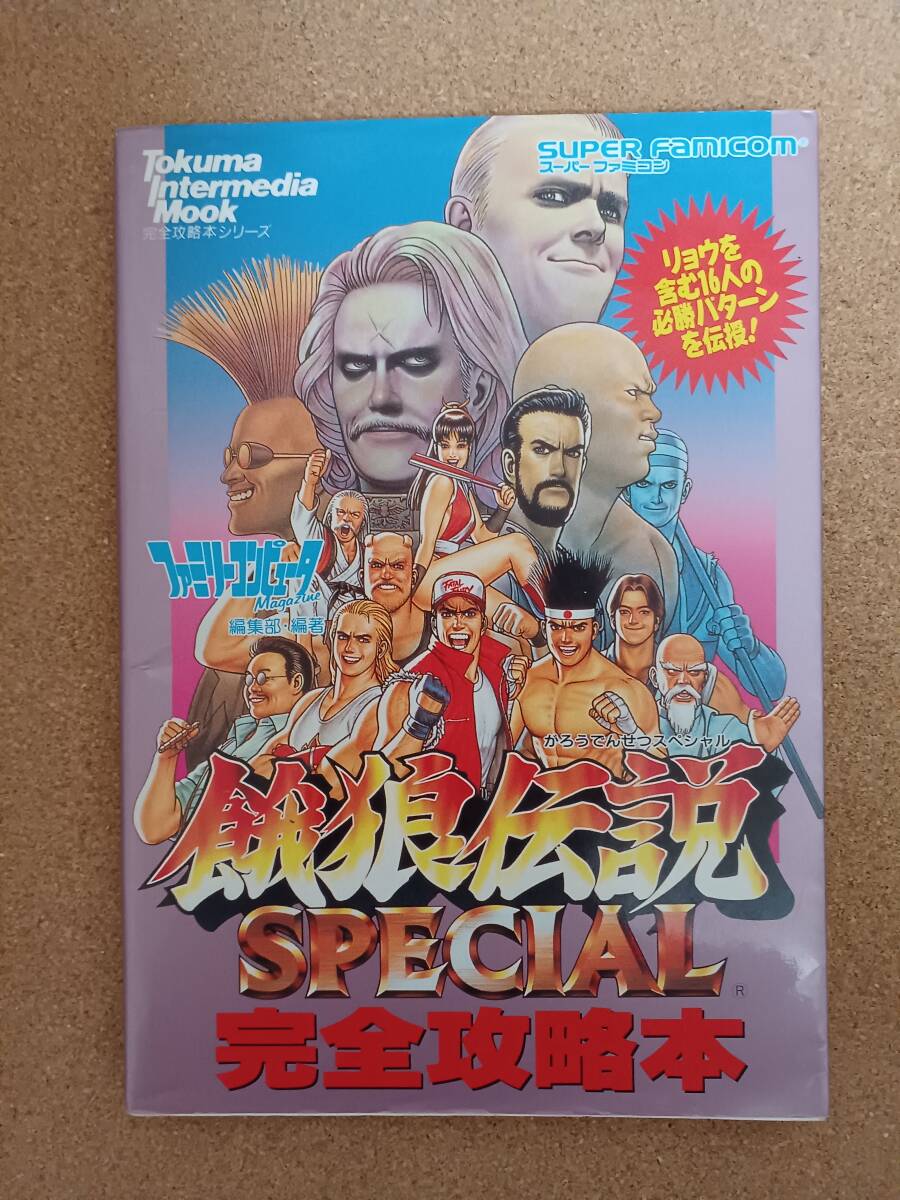 Tokuma
Intermedia
Mook
完全攻略本シリーズ
SUPER FAMICOM®
スーパーファミコン
リョウを
含む16人の
必勝パターン
を伝授!
ファミリーコンピュータ
Magazine
編集部・編著
FATAL FURY
がろうでんせつスペシャル
餓狼伝説
SPECIAL
®
完全攻略本